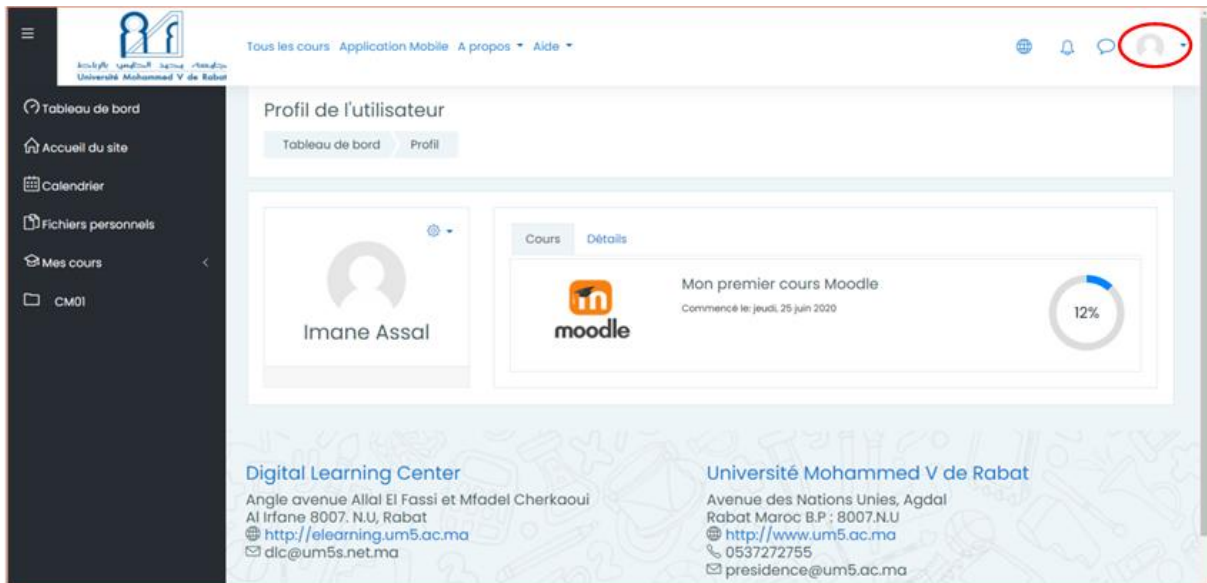 Université Mohammed V de Rabat
Tous les cours Application Mobile A propos Aide
Tableau de bord
Accueil du site
Calendrier
Fichiers personnels
Mes cours
CM01
Profil de l'utilisateur
Tableau de bord Profil
Imane Assal
Cours Détails
moodle
Mon premier cours Moodle
Commencé le: jeudi, 25 juin 2020
12%
Digital Learning Center
Angle avenue Allal El Fassi et Mfadel Cherkaoui
Al Irfane 8007. N.U, Rabat
http://elearning.um5.ac.ma
dlc@um5s.net.ma
Université Mohammed V de Rabat
Avenue des Nations Unies, Agdal
Rabat Maroc B.P : 8007.N.U
http://www.um5.ac.ma
0537272755
presidence@um5.ac.ma